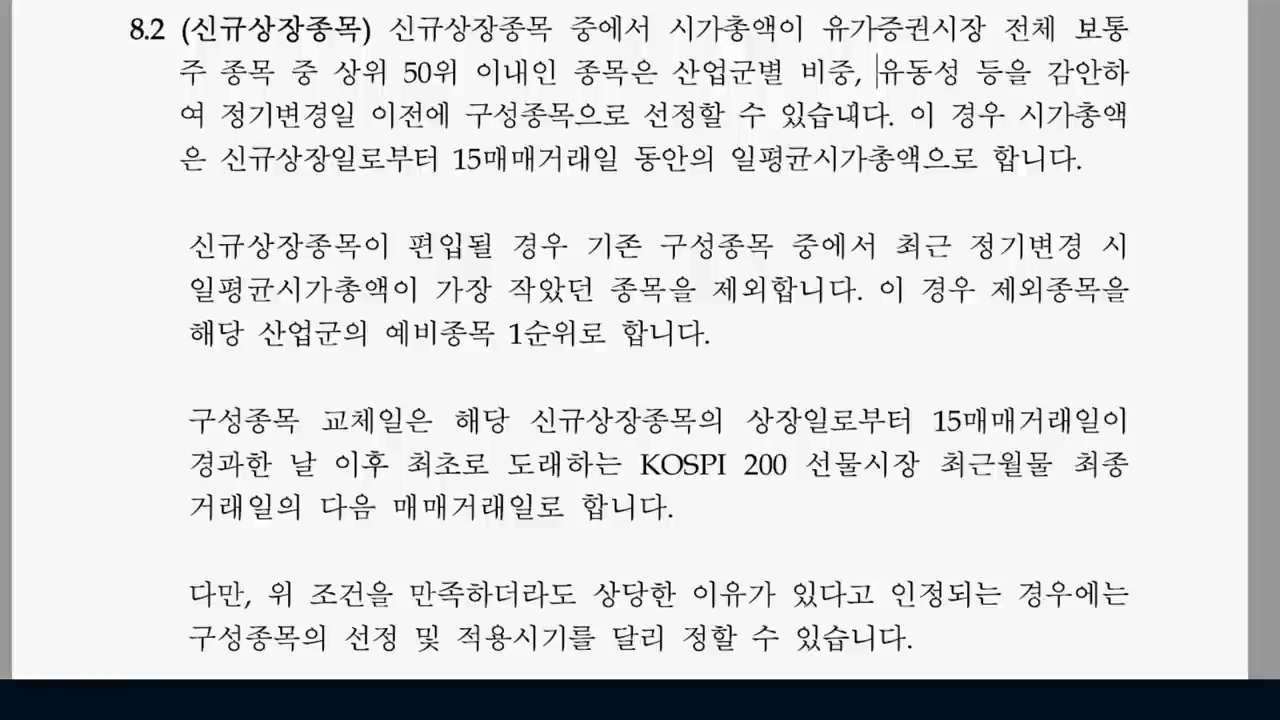 8.2 (신규상장종목) 신규상장종목 중에서 시가총액이 유가증권시장 전체 보통
주 종목 중 상위 50위 이내인 종목은 산업군별 비중, 유동성 등을 감안하
여 정기변경일 이전에 구성종목으로 선정할 수 있습니다. 이 경우 시가총액
은 신규상장일로부터 15매매거래일 동안의 일평균시가총액으로 합니다.
신규상장종목이 편입될 경우 기존 구성종목 중에서 최근 정기변경 시
일평균시가총액이 가장 작았던 종목을 제외합니다. 이 경우 제외종목을
해당 산업군의 예비종목 1순위로 합니다.
구성종목 교체일은 해당 신규상장종목의 상장일로부터 15매매거래일이
경과한 날 이후 최초로 도래하는 KOSPI 200 선물시장 최근월물 최종
거래일의 다음 매매거래일로 합니다.
다만, 위 조건을 만족하더라도 상당한 이유가 있다고 인정되는 경우에는
구성종목의 선정 및 적용시기를 달리 정할 수 있습니다.